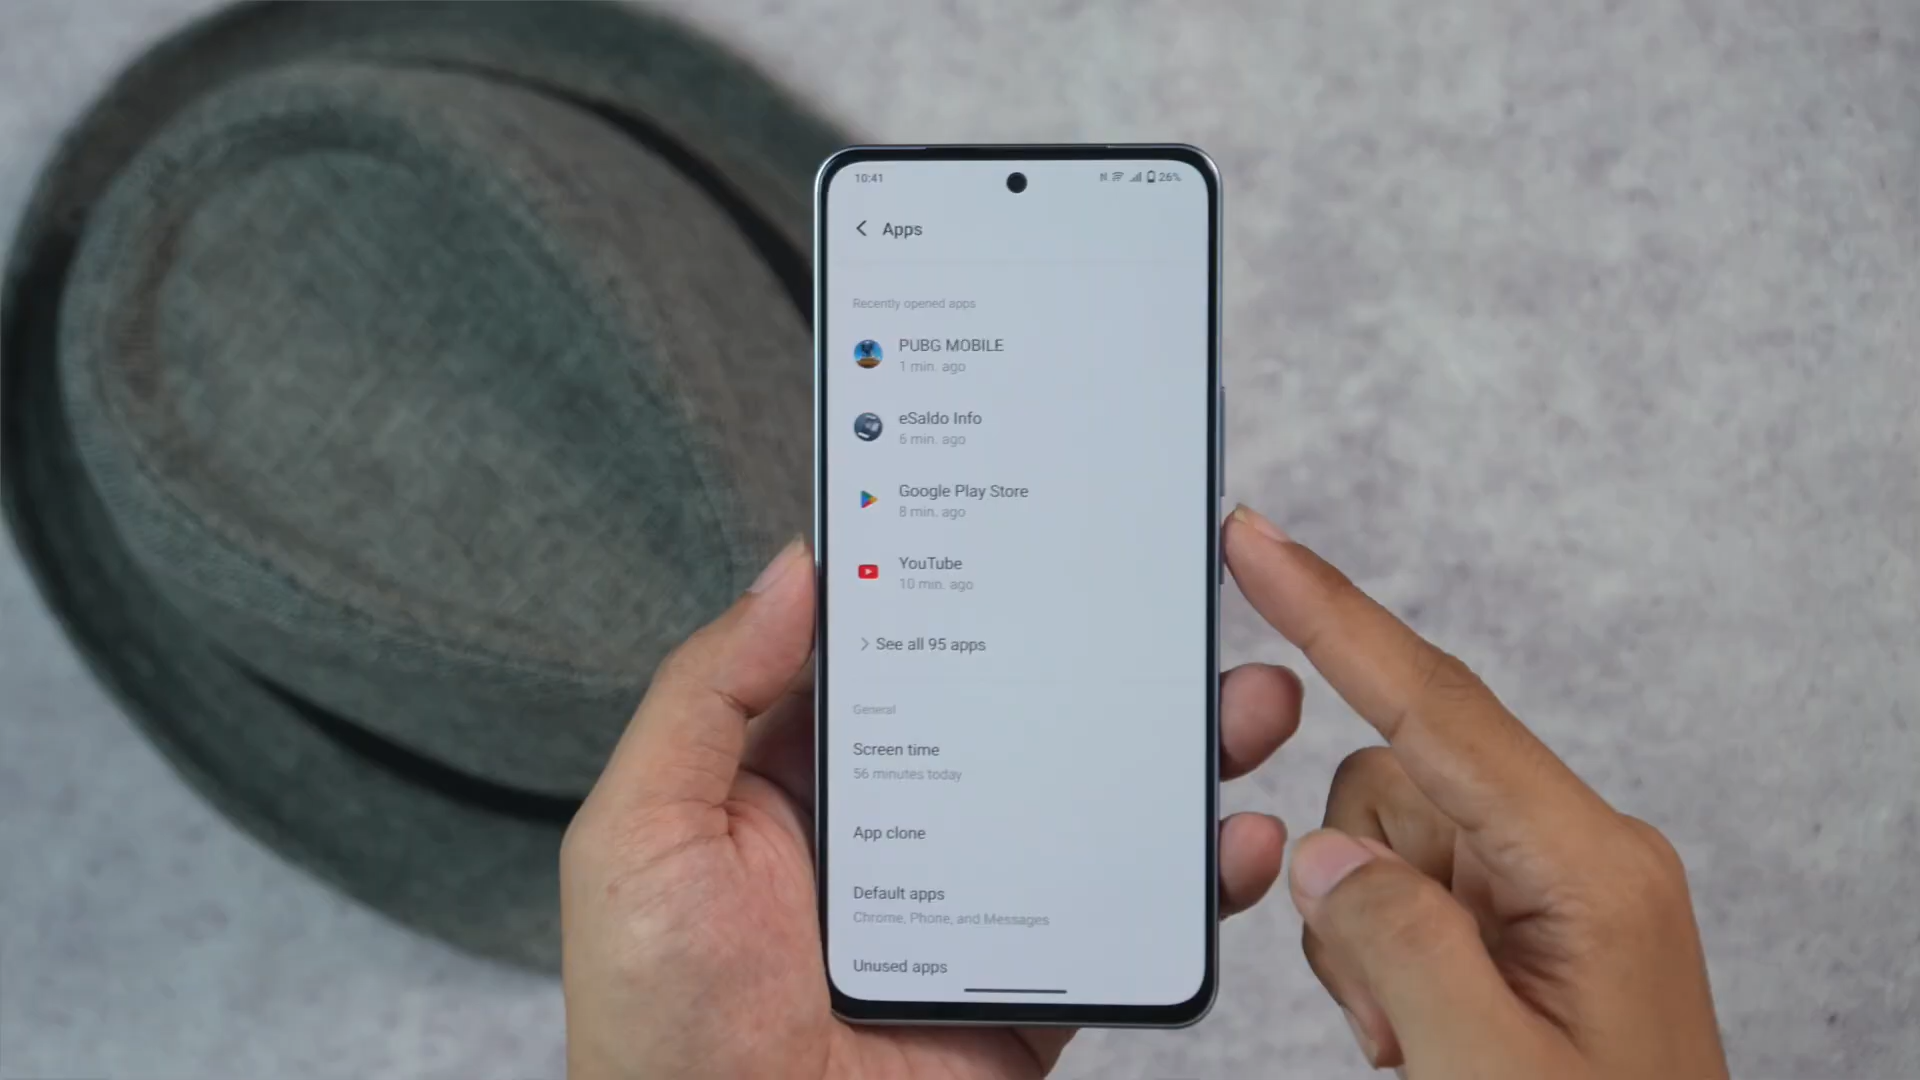 10:41
26%
Apps
Recently opened apps
PUBG MOBILE
1 min. ago
eSaldo Info
6 min. ago
Google Play Store
8 min. ago
YouTube
10 min. ago
See all 95 apps
General
Screen time
56 minutes today
App clone
Default apps
Chrome, Phone, and Messages
Unused apps